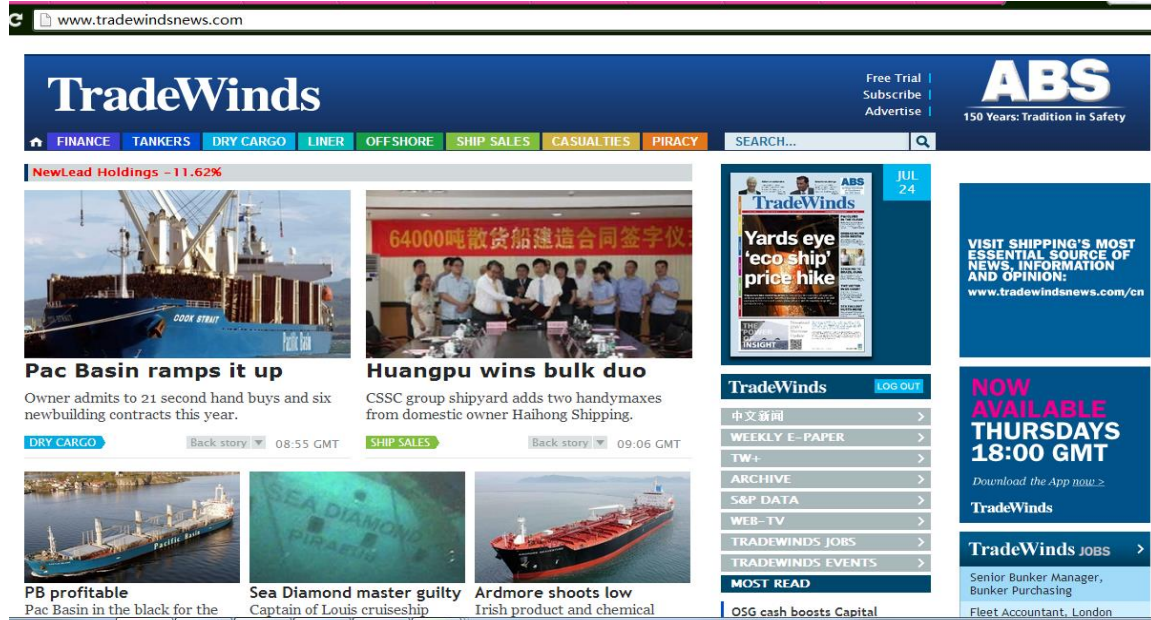 www.tradewindsnews.com
TradeWinds
Free Trial
Subscribe
Advertise
ABS
150 Years: Tradition in Safety
FINANCE TANKERS DRY CARGO LINER OFFSHORE SHIP SALES CASUALTIES PIRACY
SEARCH...
NewLead Holdings -11.62%
COOK STRAIT
Pacific Basin
Pac Basin ramps it up
Owner admits to 21 second hand buys and six
newbuilding contracts this year.
DRY CARGO Back story 08:55 GMT
64000吨散货船建造合同签字仪
Huangpu wins bulk duo
CSSC group shipyard adds two handymaxes
from domestic owner Haihong Shipping.
SHIP SALES Back story 09:06 GMT
Pacific Basin
PB profitable
Pac Basin in the black for the
SEA DIAMOND
PIRAEUS
Sea Diamond master guilty
Captain of Louis cruiseship
Ardmore shoots low
Irish product and chemical
JUL
24
ABS
TradeWinds
Yards eye
'eco ship'
price hike
THE
POWER
OF
INSIGHT
TradeWinds LOG OUT
中文新闻
WEEKLY E-PAPER
TW+
ARCHIVE
S&P DATA
WEB-TV
TRADEWINDS JOBS
TRADEWINDS EVENTS
MOST READ
OSG cash boosts Capital
VISIT SHIPPING'S MOST
ESSENTIAL SOURCE OF
NEWS, INFORMATION
AND OPINION:
www.tradewindsnews.com/cn
NOW
AVAILABLE
THURSDAYS
18:00 GMT
Download the App now >
TradeWinds
TradeWinds JOBS
Senior Bunker Manager,
Bunker Purchasing
Fleet Accountant, London